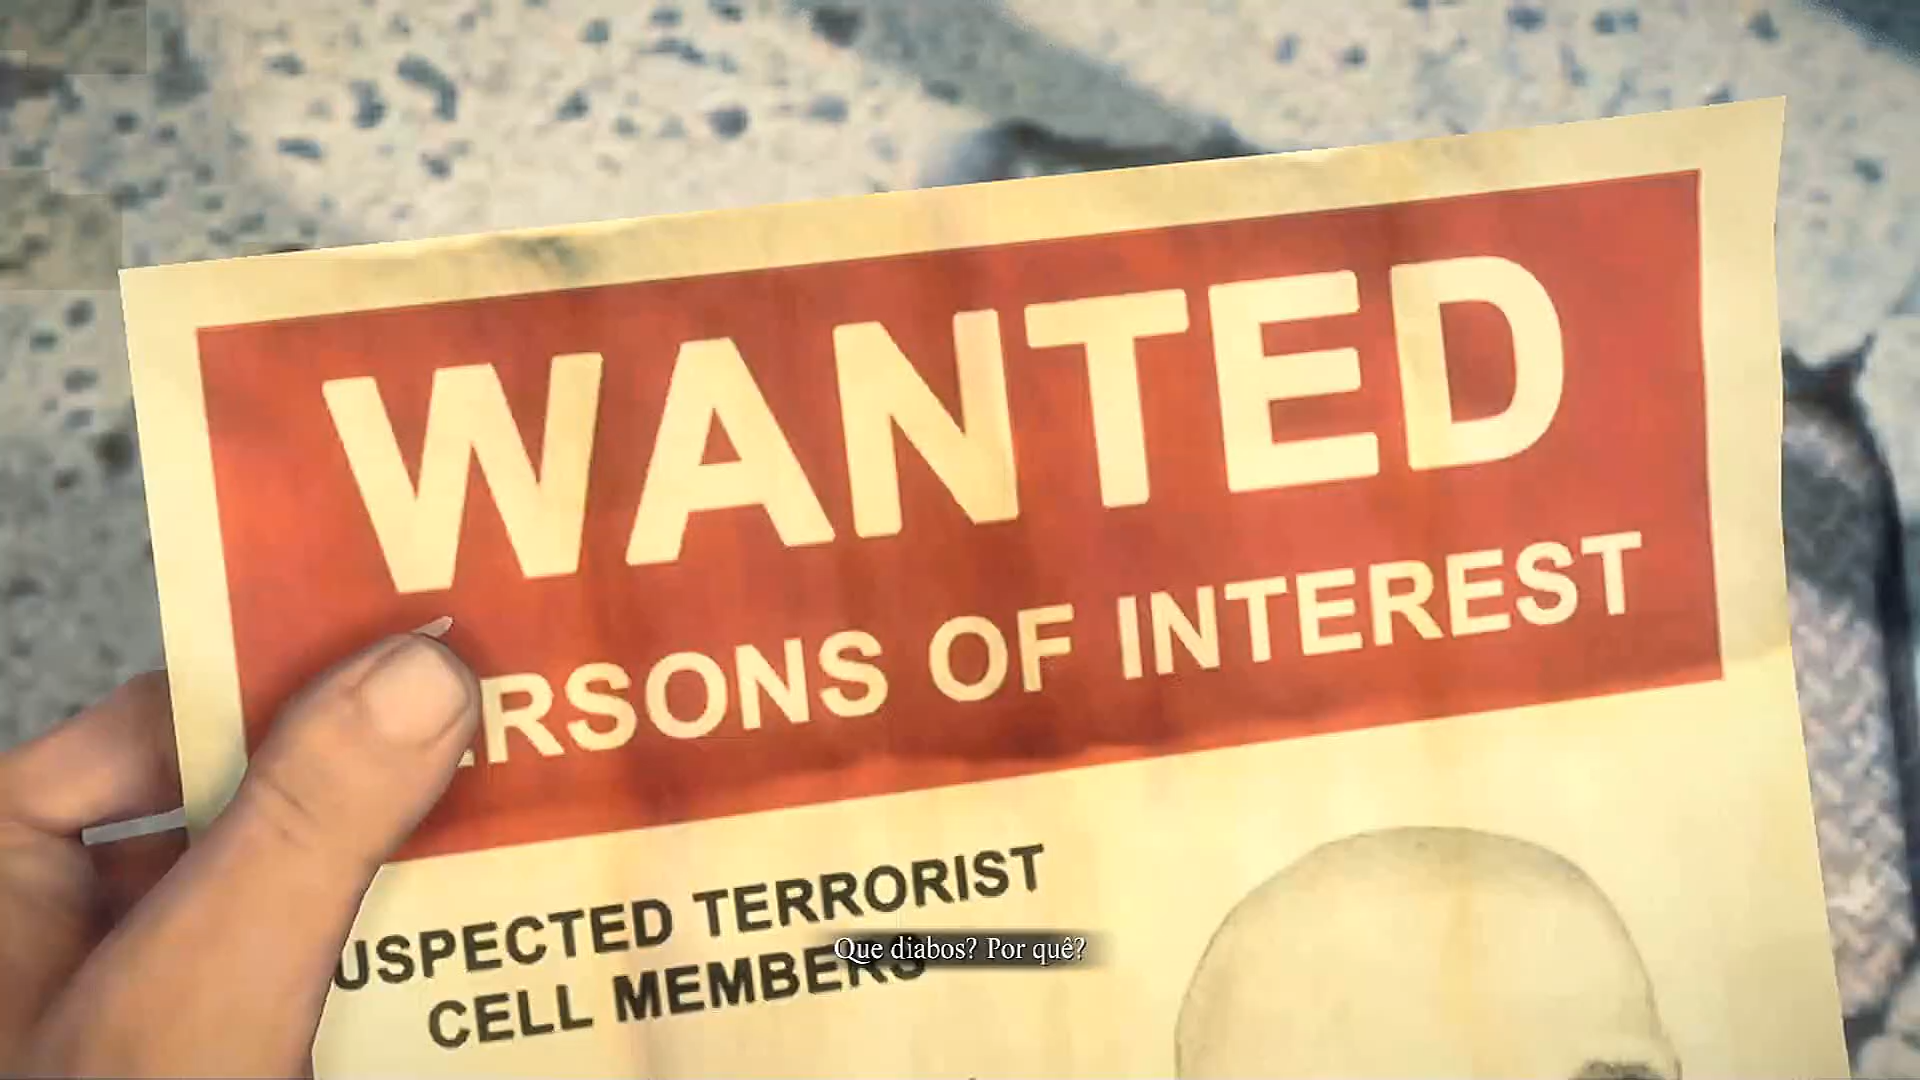 WANTED
ERSONS OF INTEREST
USPECTED TERRORIST
CELL MEMBERS
Que diabos? Por quê?